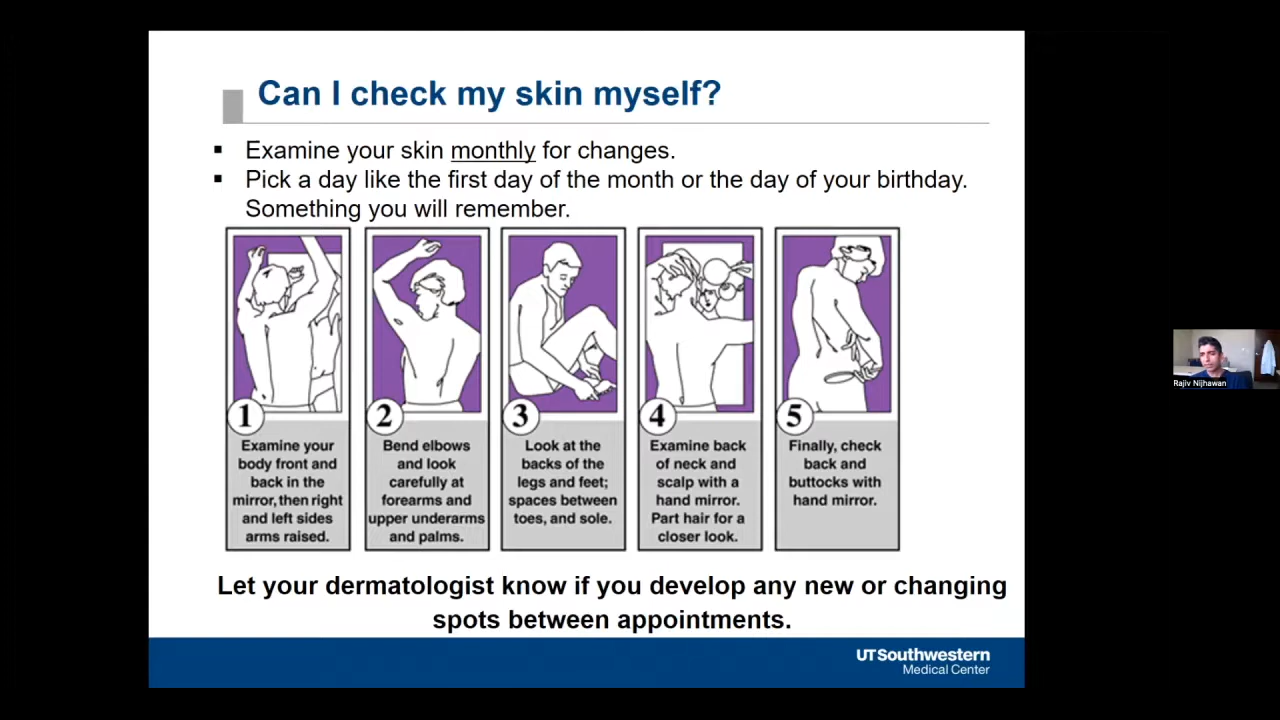 Can I check my skin myself?
▪ Examine your skin monthly for changes.
▪ Pick a day like the first day of the month or the day of your birthday.
Something you will remember.
1
Examine your
body front and
back in the
mirror, then right
and left sides
arms raised.
2
Bend elbows
and look
carefully at
forearms and
upper underarms
and palms.
3
Look at the
backs of the
legs and feet;
spaces between
toes, and sole.
4
Examine back
of neck and
scalp with a
hand mirror.
Part hair for a
closer look.
5
Finally, check
back and
buttocks with
hand mirror.
Let your dermatologist know if you develop any new or changing
spots between appointments.
UTSouthwestern
Medical Center
Rajiv Nijhawan